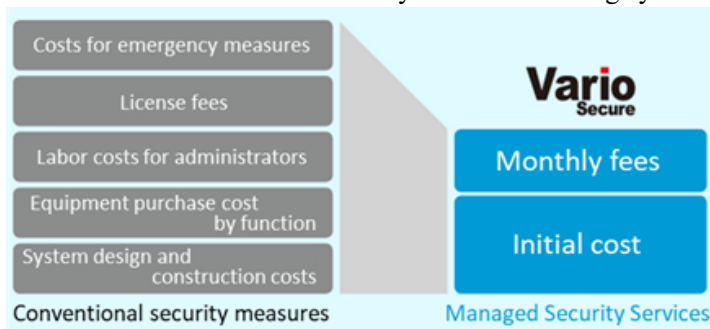 Costs for emergency measures
License fees
Labor costs for administrators
Equipment purchase cost
by function
System design and
construction costs
Conventional security measures
Vario
Secure
Monthly fees
Initial cost
Managed Security Services